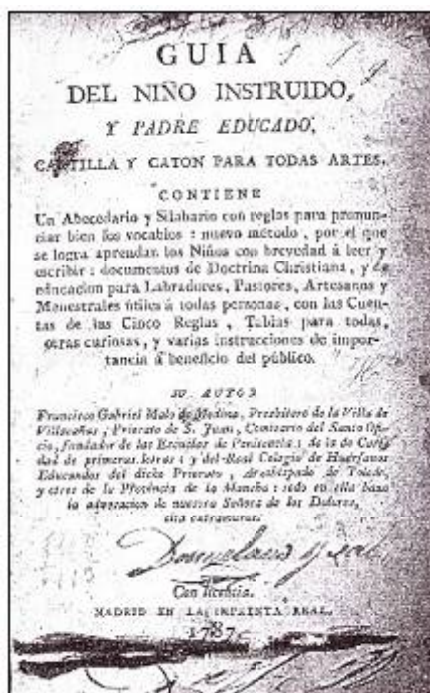 GUIA
DEL NIÑO INSTRUIDO,
Y PADRE EDUCADO,
CARTILLA Y CATON PARA TODAS ARTES.
CONTIENE
Un Abecedario y Silabario con reglas para pronun-
ciar bien los vocablos : nuevo método, por el que
se logra aprendan los Niños con brevedad á leer y
escribir : documentos de Doctrina Christiana, y de
educacion para Labradores, Pastores, Artesanos y
Menestrales útiles á todas personas, con las Cuen-
tas de las Cinco Reglas, Tablas para todas,
otras curiosas, y varias instrucciones de impor-
tancia á beneficio del público.
SU AUTOR
Francisco Gabriel Malo de Medina, Presbitero de la Villa de
Villacañas, Priorato de S. Juan, Comisario del Santo Ofi-
cio, fundador de las Escuelas de Penitencia : de la de Cari-
dad de primeras letras : y del Real Colegio de Huerfanos
Educandos del dicho Priorato, Arzobispado de Toledo,
y otros de la Provincia de la Mancha : todo en ella baxo
la advocacion de nuestra Señora de los Dolores,
sita extramuros.
Con licencia.
MADRID EN LA IMPRENTA REAL.
1787